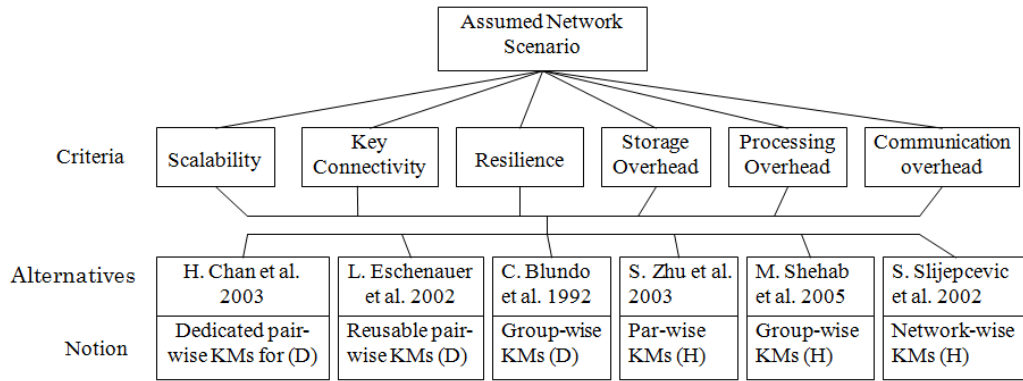 Assumed Network
Scenario
Criteria
Scalability
Key
Connectivity
Resilience
Storage
Overhead
Processing
Overhead
Communication
overhead
Alternatives
H. Chan et al.
2003
L. Eschenauer
et al. 2002
C. Blundo
et al. 1992
S. Zhu et al.
2003
M. Shehab
et al. 2005
S. Slijepcevic
et al. 2002
Notion
Dedicated pair-
wise KMs for (D)
Reusable pair-
wise KMs (D)
Group-wise
KMs (D)
Par-wise
KMs (H)
Group-wise
KMs (H)
Network-wise
KMs (H)